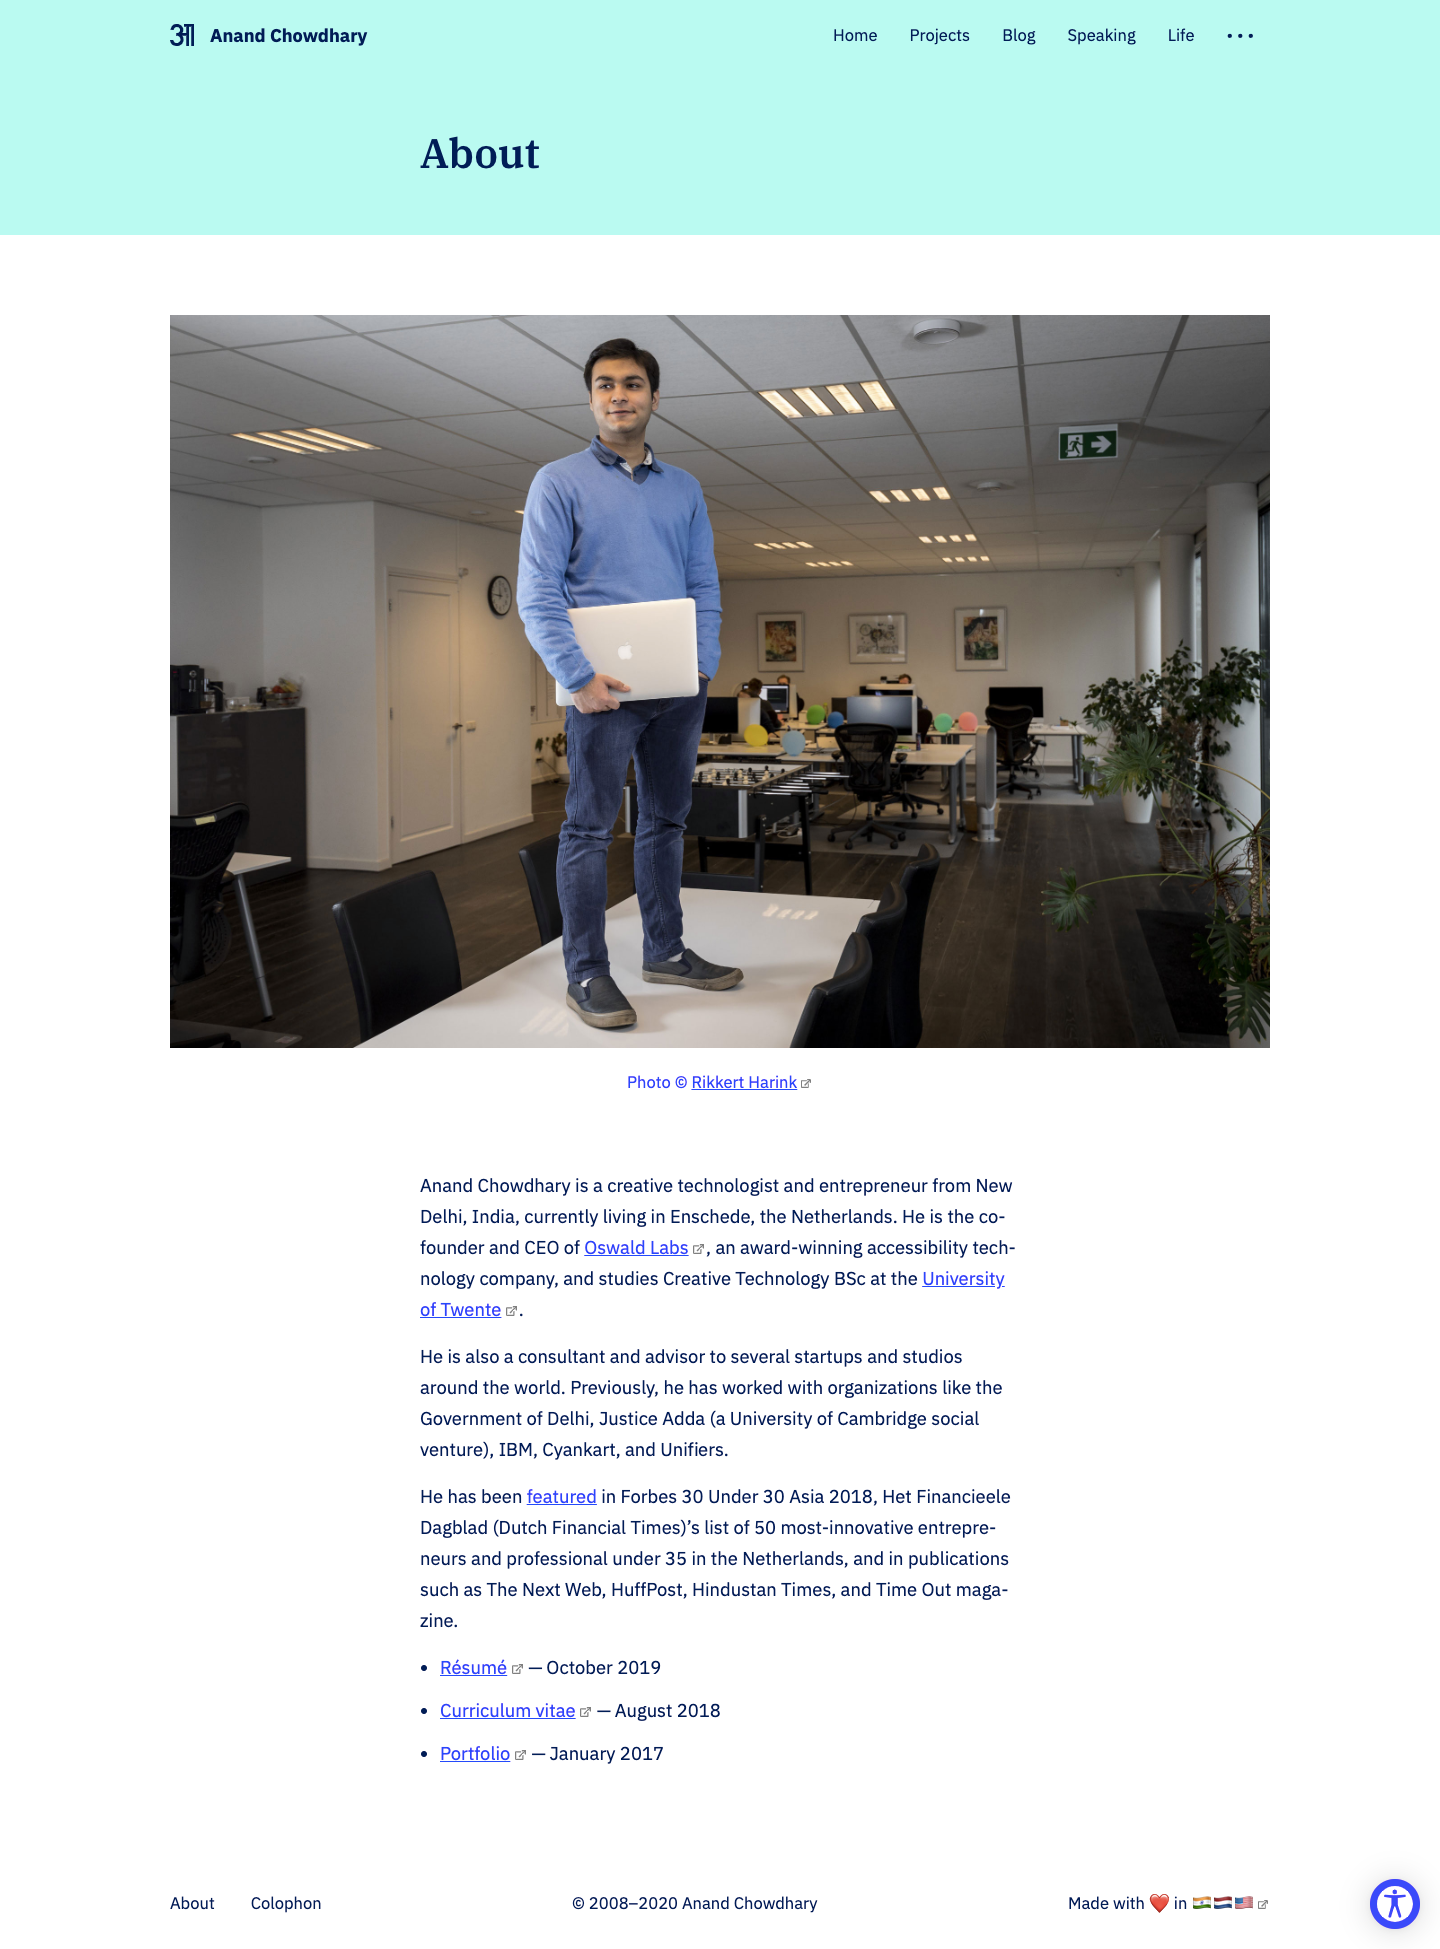 आ Anand Chowdhary
Home Projects Blog Speaking Life •••
About
Photo © Rikkert Harink
Anand Chowdhary is a creative technologist and entrepreneur from New
Delhi, India, currently living in Enschede, the Netherlands. He is the co-
founder and CEO of Oswald Labs, an award-winning accessibility tech-
nology company, and studies Creative Technology BSc at the University
of Twente.
He is also a consultant and advisor to several startups and studios
around the world. Previously, he has worked with organizations like the
Government of Delhi, Justice Adda (a University of Cambridge social
venture), IBM, Cyankart, and Unifiers.
He has been featured in Forbes 30 Under 30 Asia 2018, Het Financieele
Dagblad (Dutch Financial Times)’s list of 50 most-innovative entrepre-
neurs and professional under 35 in the Netherlands, and in publications
such as The Next Web, HuffPost, Hindustan Times, and Time Out maga-
zine.
• Résumé — October 2019
• Curriculum vitae — August 2018
• Portfolio — January 2017
About Colophon
© 2008–2020 Anand Chowdhary
Made with ❤️ in 🇮🇳🇳🇱🇺🇸